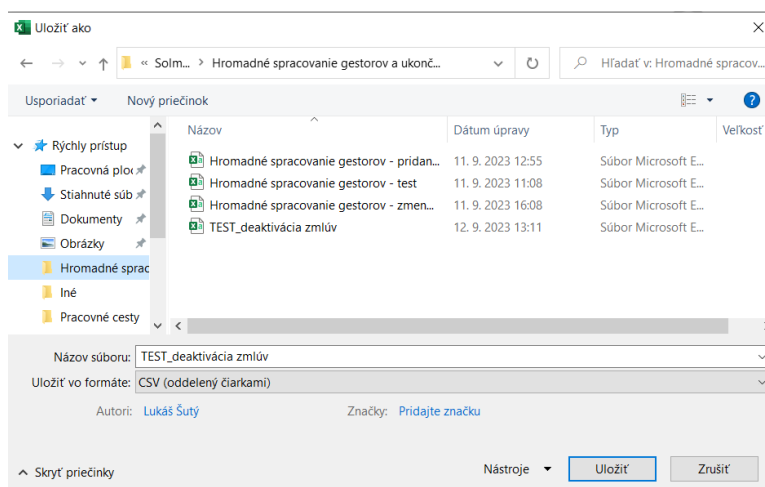 Uložiť ako
« Solm... > Hromadné spracovanie gestorov a ukonč...
Hľadať v: Hromadné spracov...
Usporiadať Nový priečinok
Názov Dátum úpravy Typ Veľkosť
Rýchly prístup
Pracovná ploc
Stiahnuté súb
Dokumenty
Obrázky
Hromadné sprac
Iné
Pracovné cesty
Hromadné spracovanie gestorov - pridan... 11. 9. 2023 12:55 Súbor Microsoft E...
Hromadné spracovanie gestorov - test 11. 9. 2023 11:08 Súbor Microsoft E...
Hromadné spracovanie gestorov - zmen... 11. 9. 2023 16:08 Súbor Microsoft E...
TEST_deaktivácia zmlúv 12. 9. 2023 13:11 Súbor Microsoft E...
Názov súboru: TEST_deaktivácia zmlúv
Uložiť vo formáte: CSV (oddelený čiarkami)
Autori: Lukáš Šutý Značky: Pridajte značku
Skryť priečinky Nástroje Uložiť Zrušiť